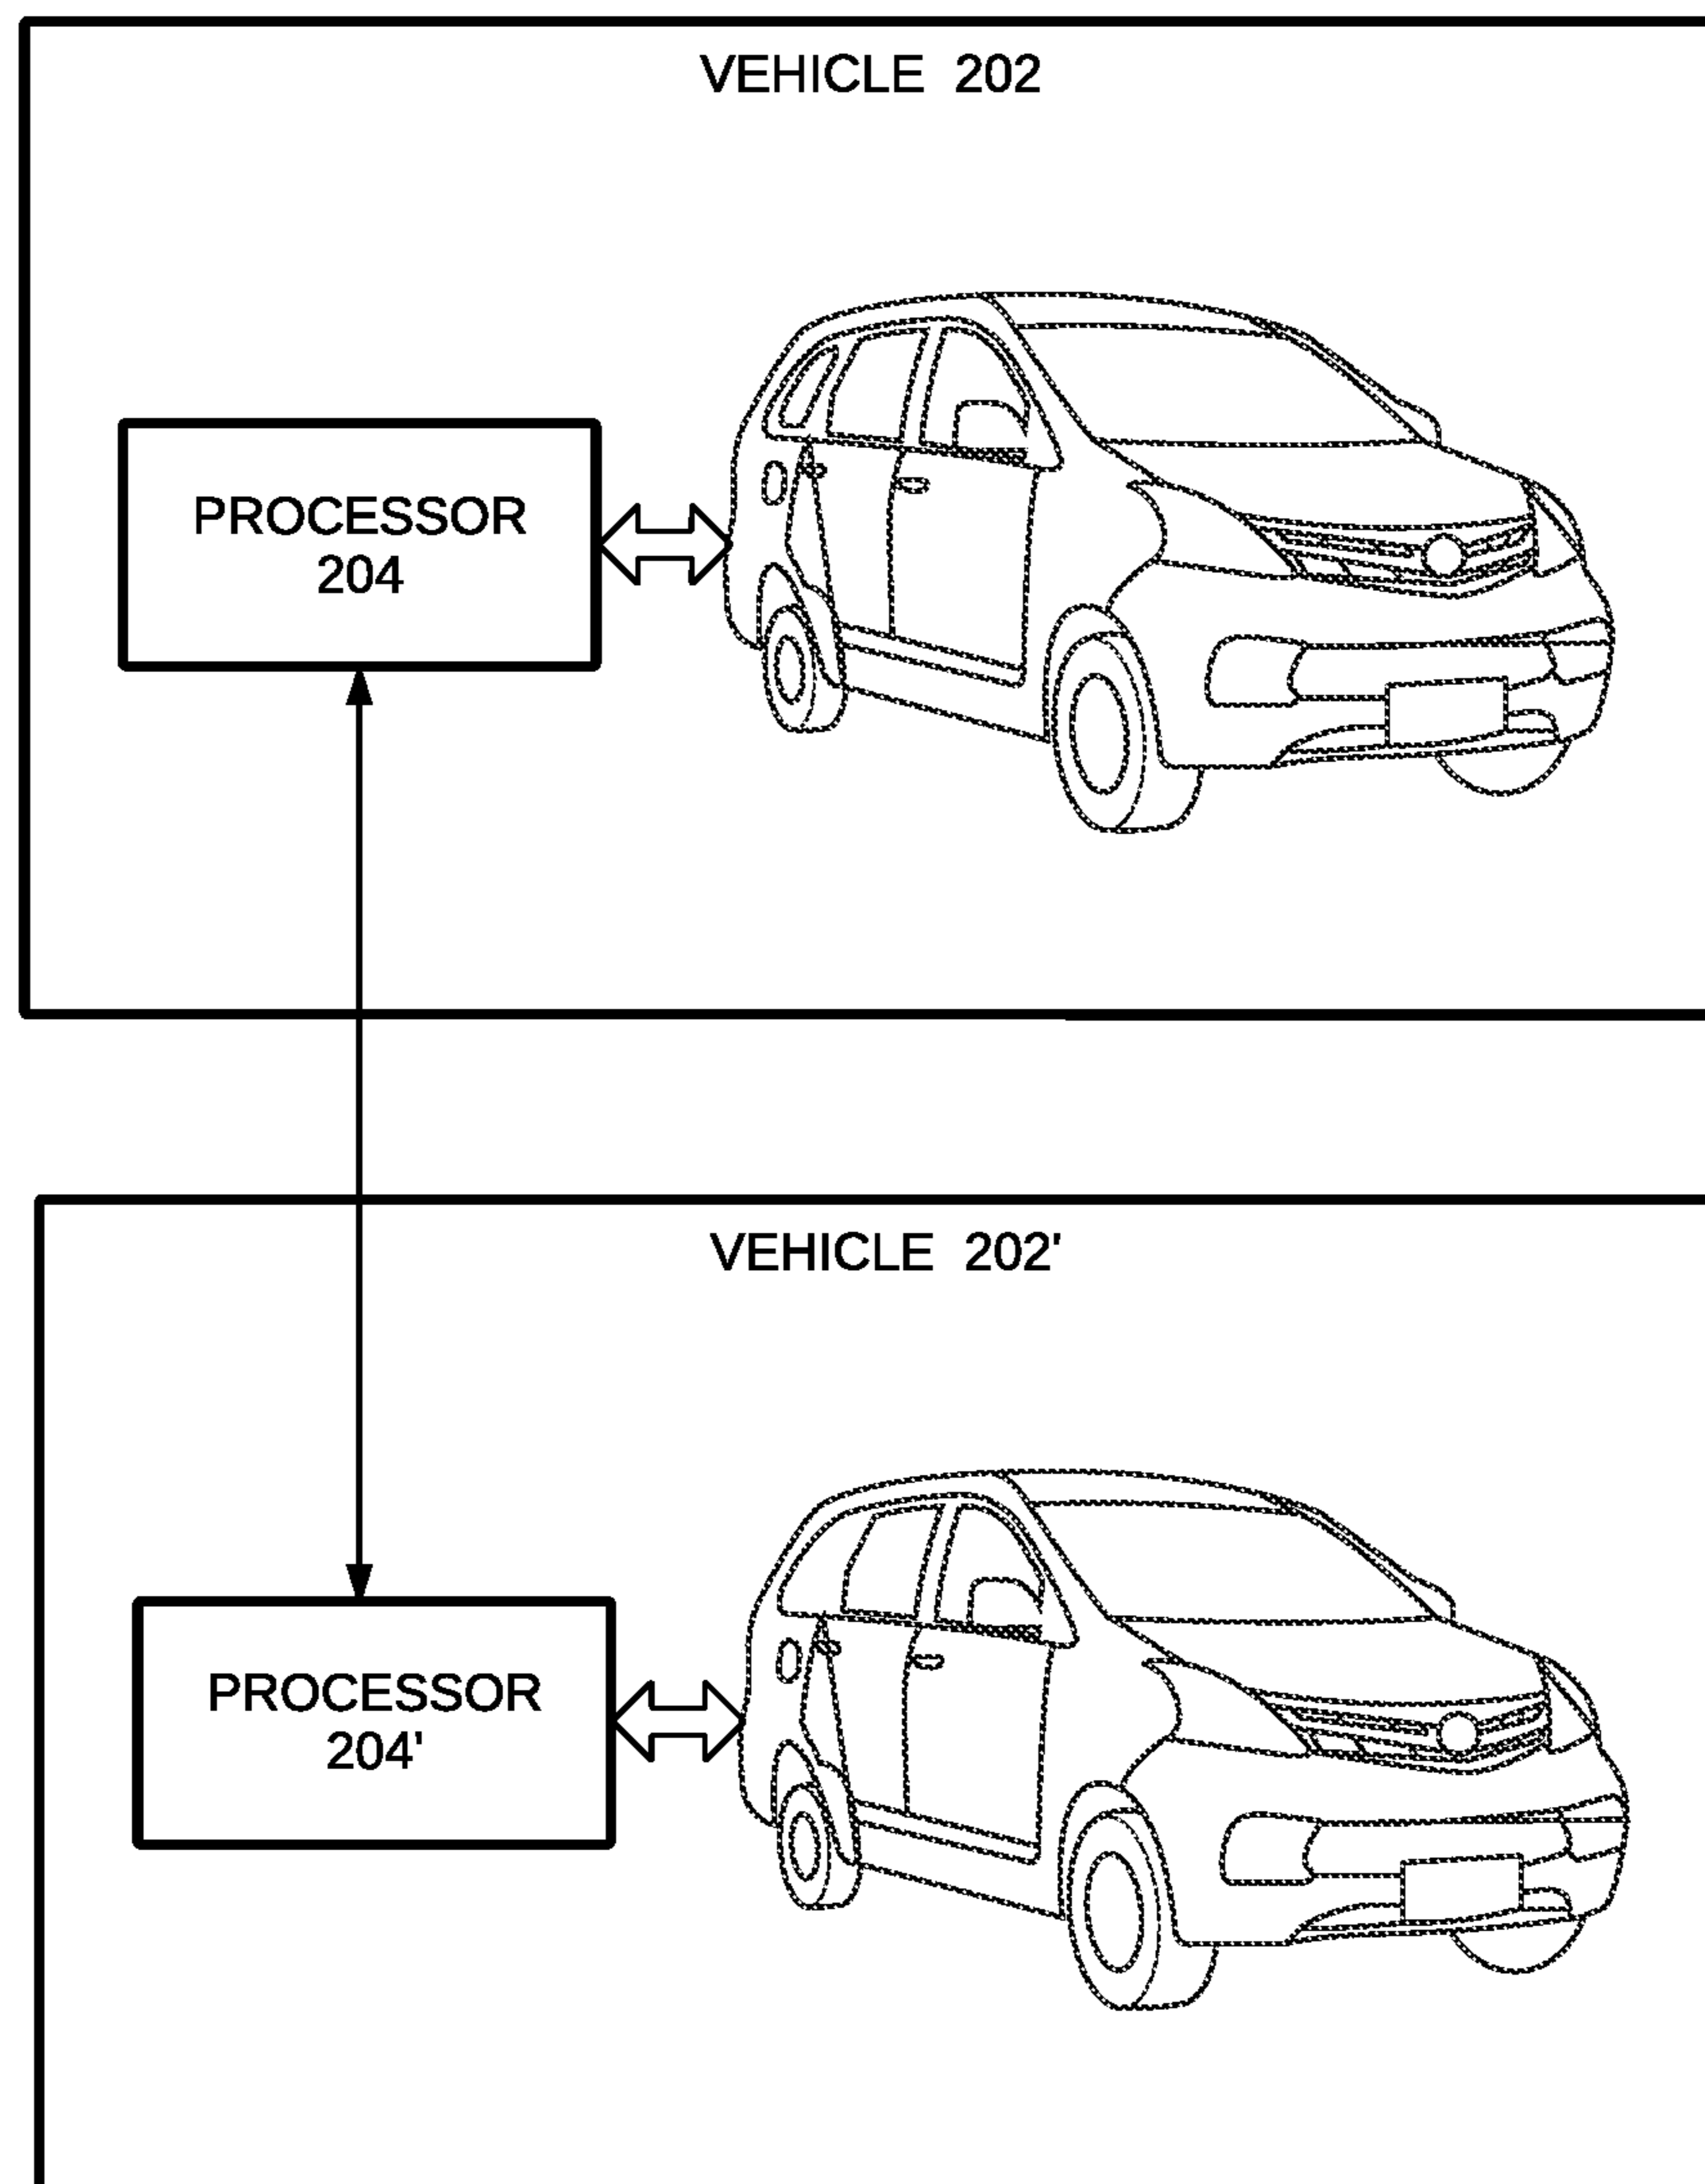 VEHICLE 202
PROCESSOR
204
VEHICLE 202'
PROCESSOR
204'